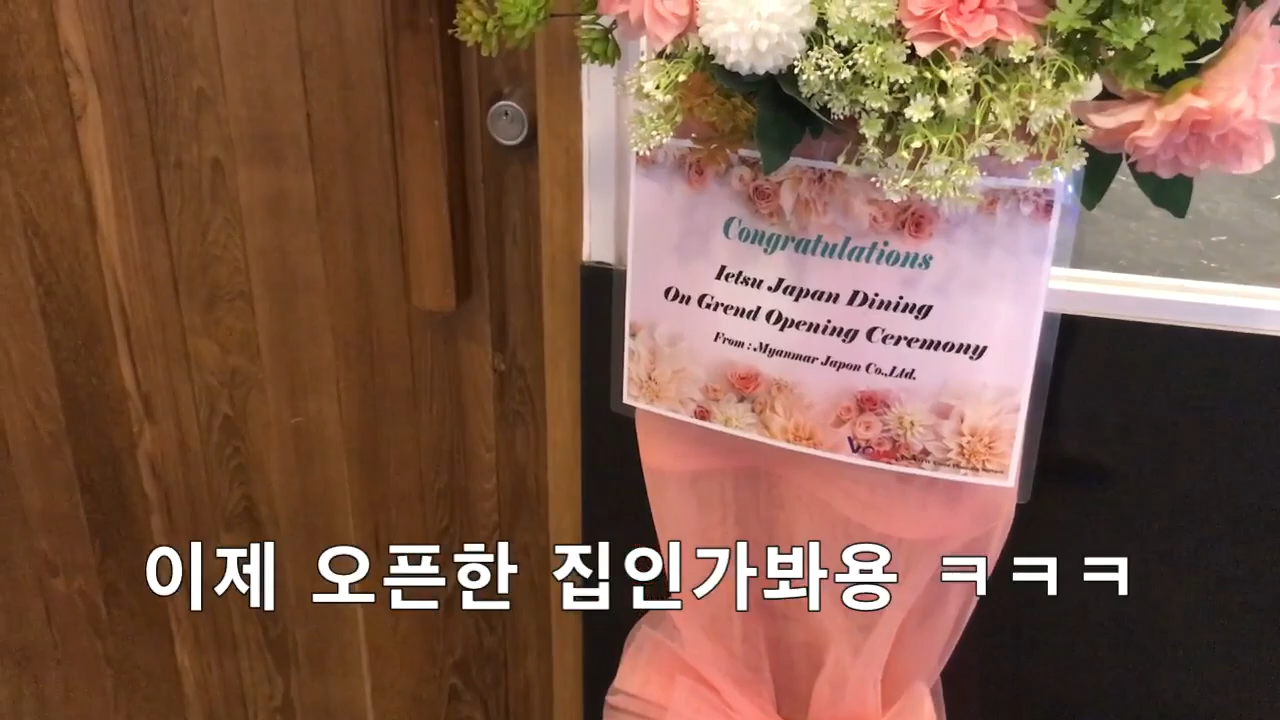 Congratulations
Ietsu Japan Dining
On Grend Opening Ceremony
From : Myanmar Japon Co.,Ltd.
이제 오픈한 집인가봐용 ㅋㅋㅋ